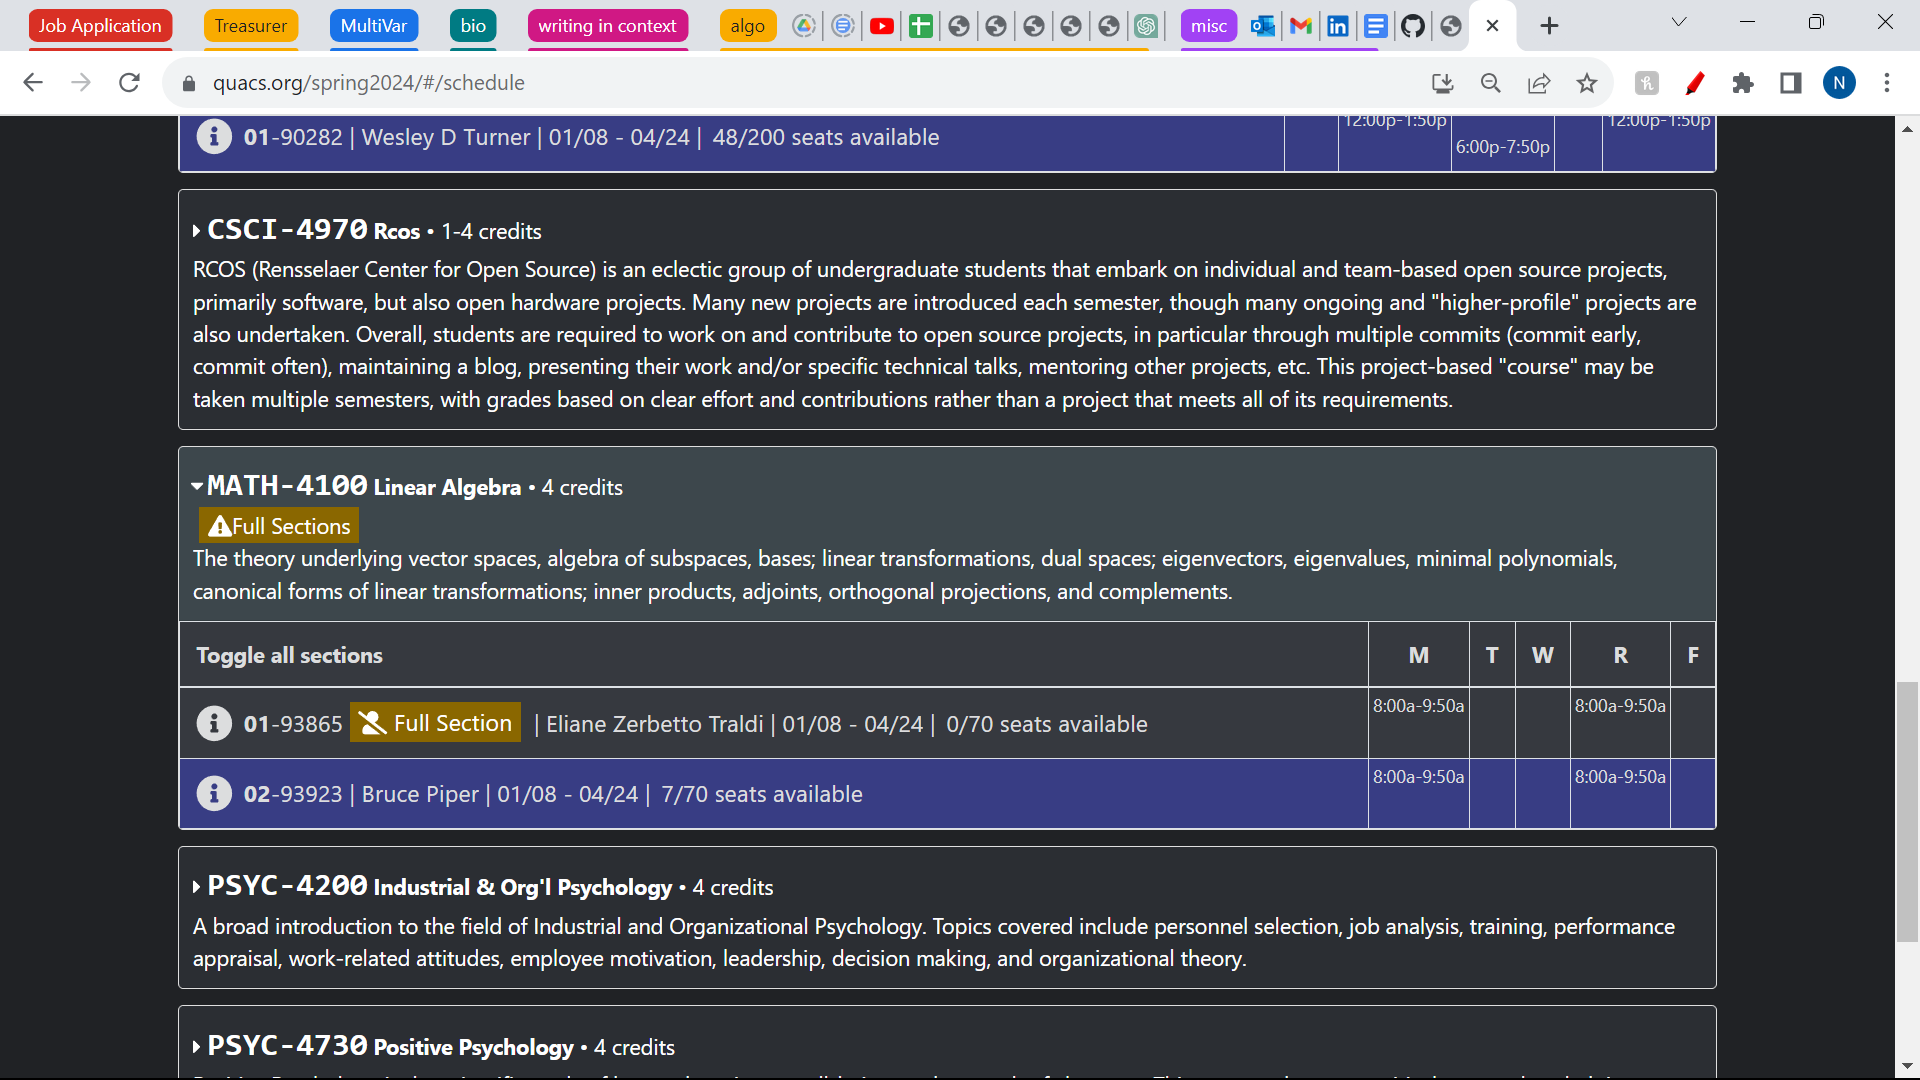 Job Application Treasurer MultiVar bio writing in context algo misc
quacs.org/spring2024/#/schedule N
01-90282 | Wesley D Turner | 01/08 - 04/24 | 48/200 seats available 12:00p-1:50p 6:00p-7:50p 12:00p-1:50p
CSCI-4970 Rcos • 1-4 credits
RCOS (Rensselaer Center for Open Source) is an eclectic group of undergraduate students that embark on individual and team-based open source projects,
primarily software, but also open hardware projects. Many new projects are introduced each semester, though many ongoing and "higher-profile" projects are
also undertaken. Overall, students are required to work on and contribute to open source projects, in particular through multiple commits (commit early,
commit often), maintaining a blog, presenting their work and/or specific technical talks, mentoring other projects, etc. This project-based "course" may be
taken multiple semesters, with grades based on clear effort and contributions rather than a project that meets all of its requirements.
MATH-4100 Linear Algebra • 4 credits
Full Sections
The theory underlying vector spaces, algebra of subspaces, bases; linear transformations, dual spaces; eigenvectors, eigenvalues, minimal polynomials,
canonical forms of linear transformations; inner products, adjoints, orthogonal projections, and complements.
Toggle all sections M T W R F
01-93865 Full Section | Eliane Zerbetto Traldi | 01/08 - 04/24 | 0/70 seats available 8:00a-9:50a 8:00a-9:50a
02-93923 | Bruce Piper | 01/08 - 04/24 | 7/70 seats available 8:00a-9:50a 8:00a-9:50a
PSYC-4200 Industrial & Org'l Psychology • 4 credits
A broad introduction to the field of Industrial and Organizational Psychology. Topics covered include personnel selection, job analysis, training, performance
appraisal, work-related attitudes, employee motivation, leadership, decision making, and organizational theory.
PSYC-4730 Positive Psychology • 4 credits